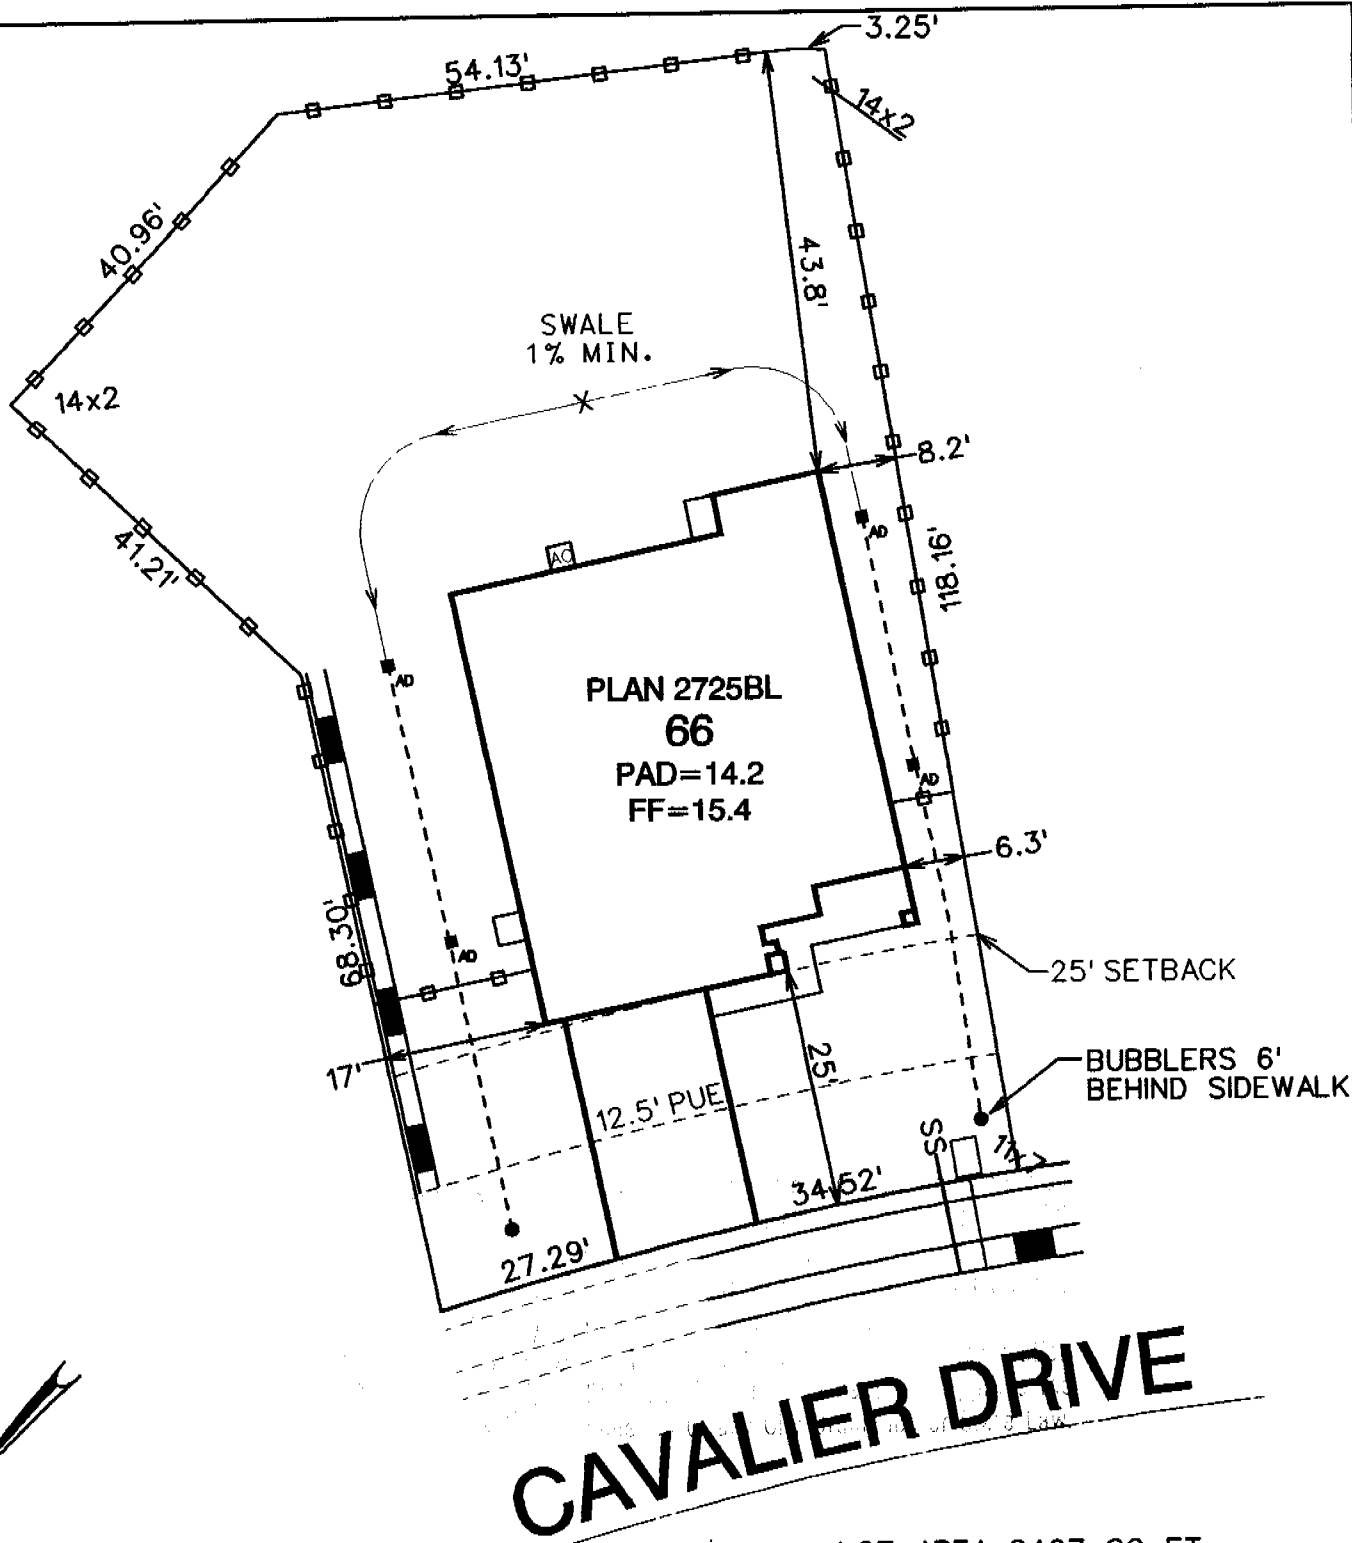 3.25'
54.13'
14x2
40.96'
43.8'
SWALE
1% MIN.
14x2
8.2'
AD
AC
41.21'
118.16'
AD
PLAN 2725BL
66
PAD=14.2
FF=15.4
AD
6.3'
68.30'
AD
25' SETBACK
17'
25'
BUBBLERS 6'
BEHIND SIDEWALK
12.5' PUE
SS
34.52'
27.29'
CAVALIER DRIVE